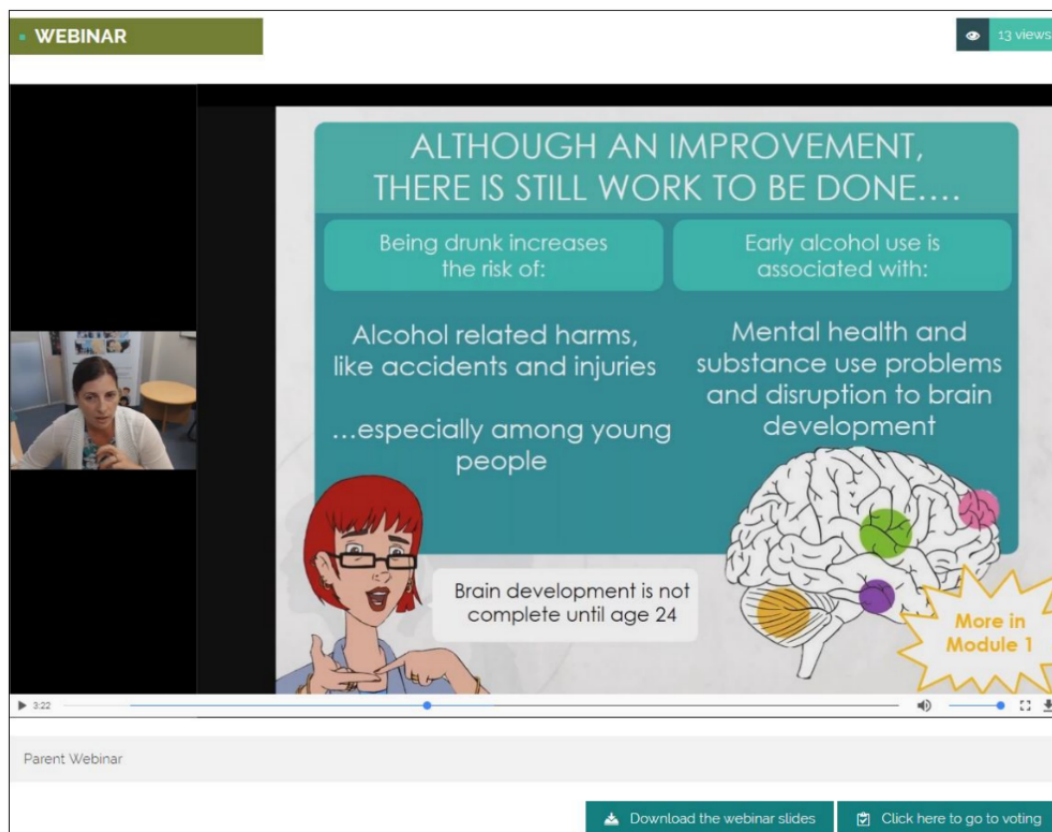 WEBINAR
13 views
ALTHOUGH AN IMPROVEMENT,
THERE IS STILL WORK TO BE DONE....
Being drunk increases
the risk of:
Early alcohol use is
associated with:
Alcohol related harms,
like accidents and injuries
...especially among young
people
Mental health and
substance use problems
and disruption to brain
development
Brain development is not
complete until age 24
More in
Module 1
3:22
Parent Webinar
Download the webinar slides
Click here to go to voting